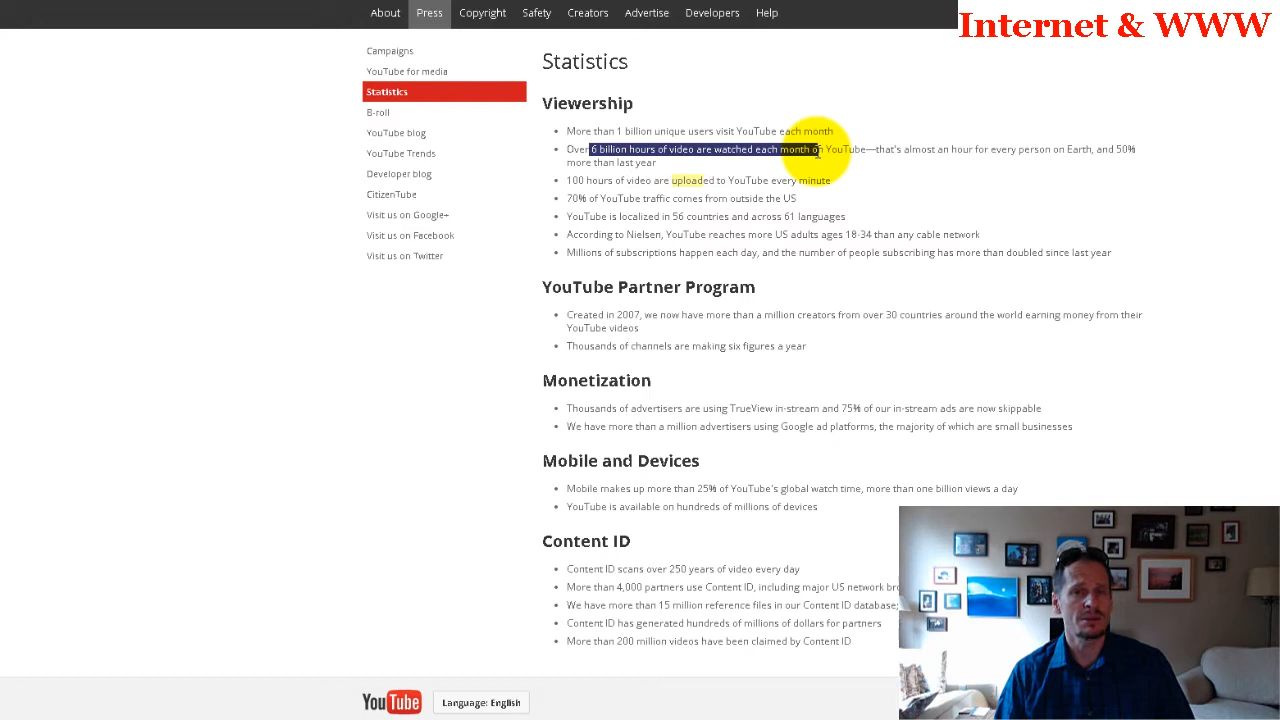 About Press Copyright Safety Creators Advertise Developers Help
Internet & WWW
Campaigns
YouTube for media
Statistics
B-roll
YouTube blog
YouTube Trends
Developer blog
CitizenTube
Visit us on Google+
Visit us on Facebook
Visit us on Twitter
Statistics
Viewership
More than 1 billion unique users visit YouTube each month
Over 6 billion hours of video are watched each month on YouTube—that's almost an hour for every person on Earth, and 50%
more than last year
100 hours of video are uploaded to YouTube every minute
70% of YouTube traffic comes from outside the US
YouTube is localized in 56 countries and across 61 languages
According to Nielsen, YouTube reaches more US adults ages 18-34 than any cable network
Millions of subscriptions happen each day, and the number of people subscribing has more than doubled since last year
YouTube Partner Program
Created in 2007, we now have more than a million creators from over 30 countries around the world earning money from their
YouTube videos
Thousands of channels are making six figures a year
Monetization
Thousands of advertisers are using TrueView in-stream and 75% of our in-stream ads are now skippable
We have more than a million advertisers using Google ad platforms, the majority of which are small businesses
Mobile and Devices
Mobile makes up more than 25% of YouTube's global watch time, more than one billion views a day
YouTube is available on hundreds of millions of devices
Content ID
Content ID scans over 250 years of video every day
More than 4,000 partners use Content ID, including major US network
We have more than 15 million reference files in our Content ID database;
Content ID has generated hundreds of millions of dollars for partners
More than 200 million videos have been claimed by Content ID
YouTube
Language: English